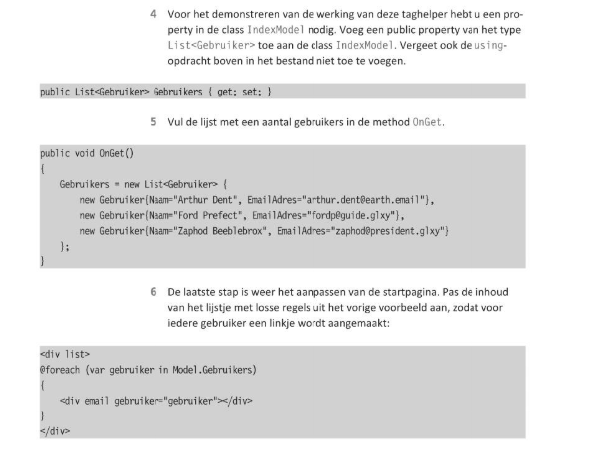 4 Voor het demonstreren van de werking van deze taghelper hebt u een pro-
perty in de class IndexModel nodig. Voeg een public property van het type
List<Gebruiker> toe aan de class IndexModel. Vergeet ook de using-
opdracht boven in het bestand niet toe te voegen.
public List<Gebruiker> Gebruikers { get; set; }
5 Vul de lijst met een aantal gebruikers in de method OnGet.
public void OnGet()
{
Gebruikers = new List<Gebruiker> {
new Gebruiker{Naam="Arthur Dent", EmailAdres="arthur.dent@earth.email"},
new Gebruiker{Naam="Ford Prefect", EmailAdres="fordp@guide.glxy"},
new Gebruiker{Naam="Zaphod Beeblebrox", EmailAdres="zaphod@president.glxy"}
};
}
6 De laatste stap is weer het aanpassen van de startpagina. Pas de inhoud
van het lijstje met losse regels uit het vorige voorbeeld aan, zodat voor
iedere gebruiker een linkje wordt aangemaakt:
<div list>
@foreach (var gebruiker in Model.Gebruikers)
{
<div email gebruiker="gebruiker"></div>
}
</div>